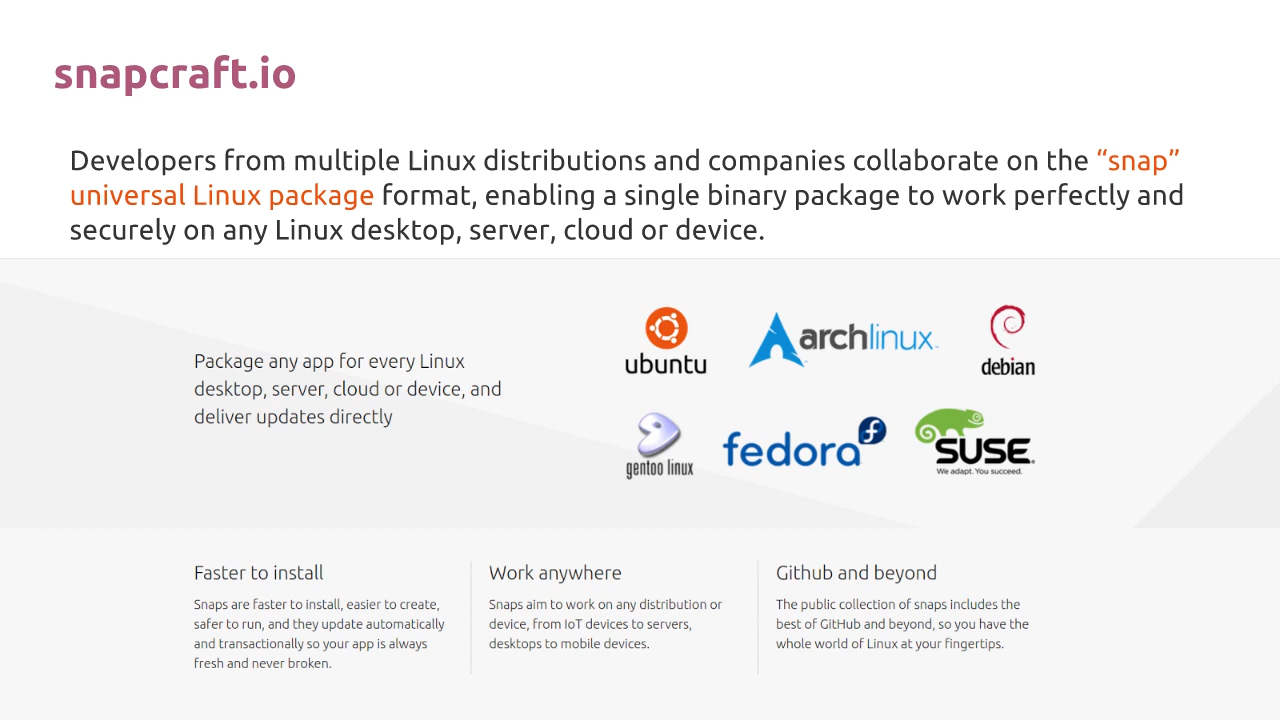 snapcraft.io
Developers from multiple Linux distributions and companies collaborate on the “snap”
universal Linux package format, enabling a single binary package to work perfectly and
securely on any Linux desktop, server, cloud or device.
Package any app for every Linux
desktop, server, cloud or device, and
deliver updates directly
ubuntu
archlinux
debian
gentoo linux
fedora
SUSE
We adapt. You succeed.
Faster to install
Snaps are faster to install, easier to create,
safer to run, and they update automatically
and transactionally so your app is always
fresh and never broken.
Work anywhere
Snaps aim to work on any distribution or
device, from IoT devices to servers,
desktops to mobile devices.
Github and beyond
The public collection of snaps includes the
best of GitHub and beyond, so you have the
whole world of Linux at your fingertips.